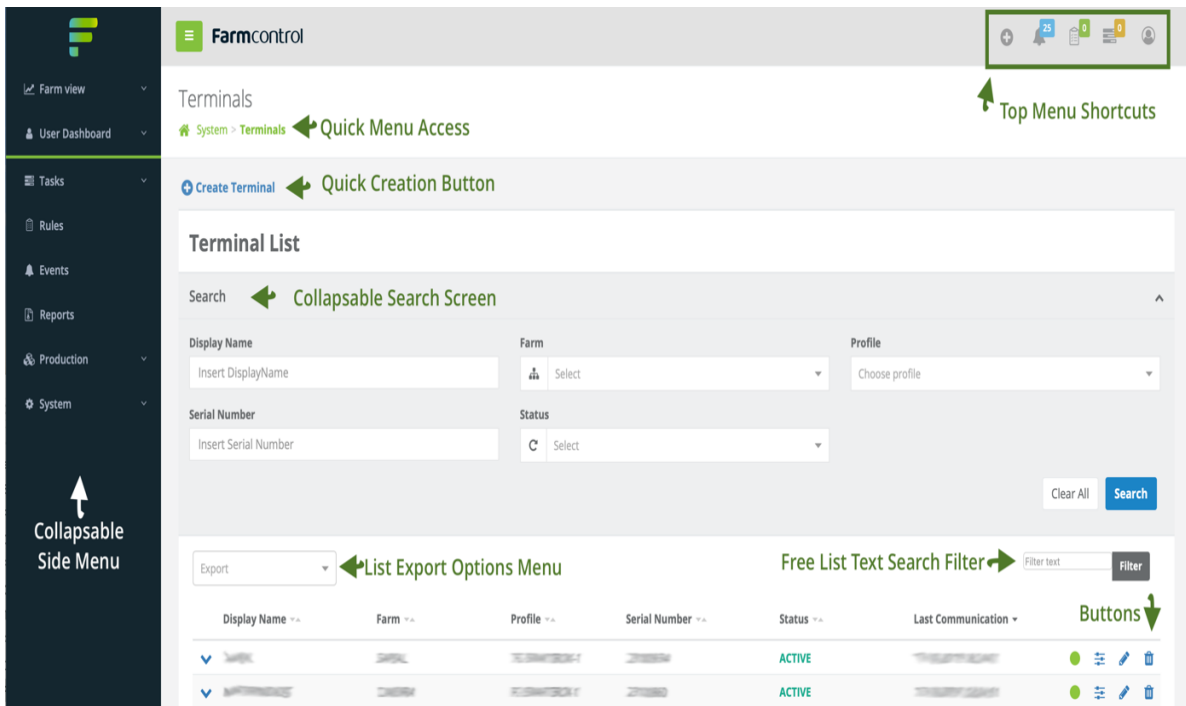 Farmcontrol
25
0
0
Top Menu Shortcuts
Farm view
User Dashboard
Tasks
Rules
Events
Reports
Production
System
Collapsable
Side Menu
Terminals
System > Terminals
Quick Menu Access
Create Terminal
Quick Creation Button
Terminal List
Search
Collapsable Search Screen
Display Name Farm Profile
Insert DisplayName Select Choose profile
Serial Number Status
Insert Serial Number Select
Clear All Search
Export
List Export Options Menu
Free List Text Search Filter
Filter text Filter
Buttons
Display Name Farm Profile Serial Number Status Last Communication
ACTIVE
ACTIVE